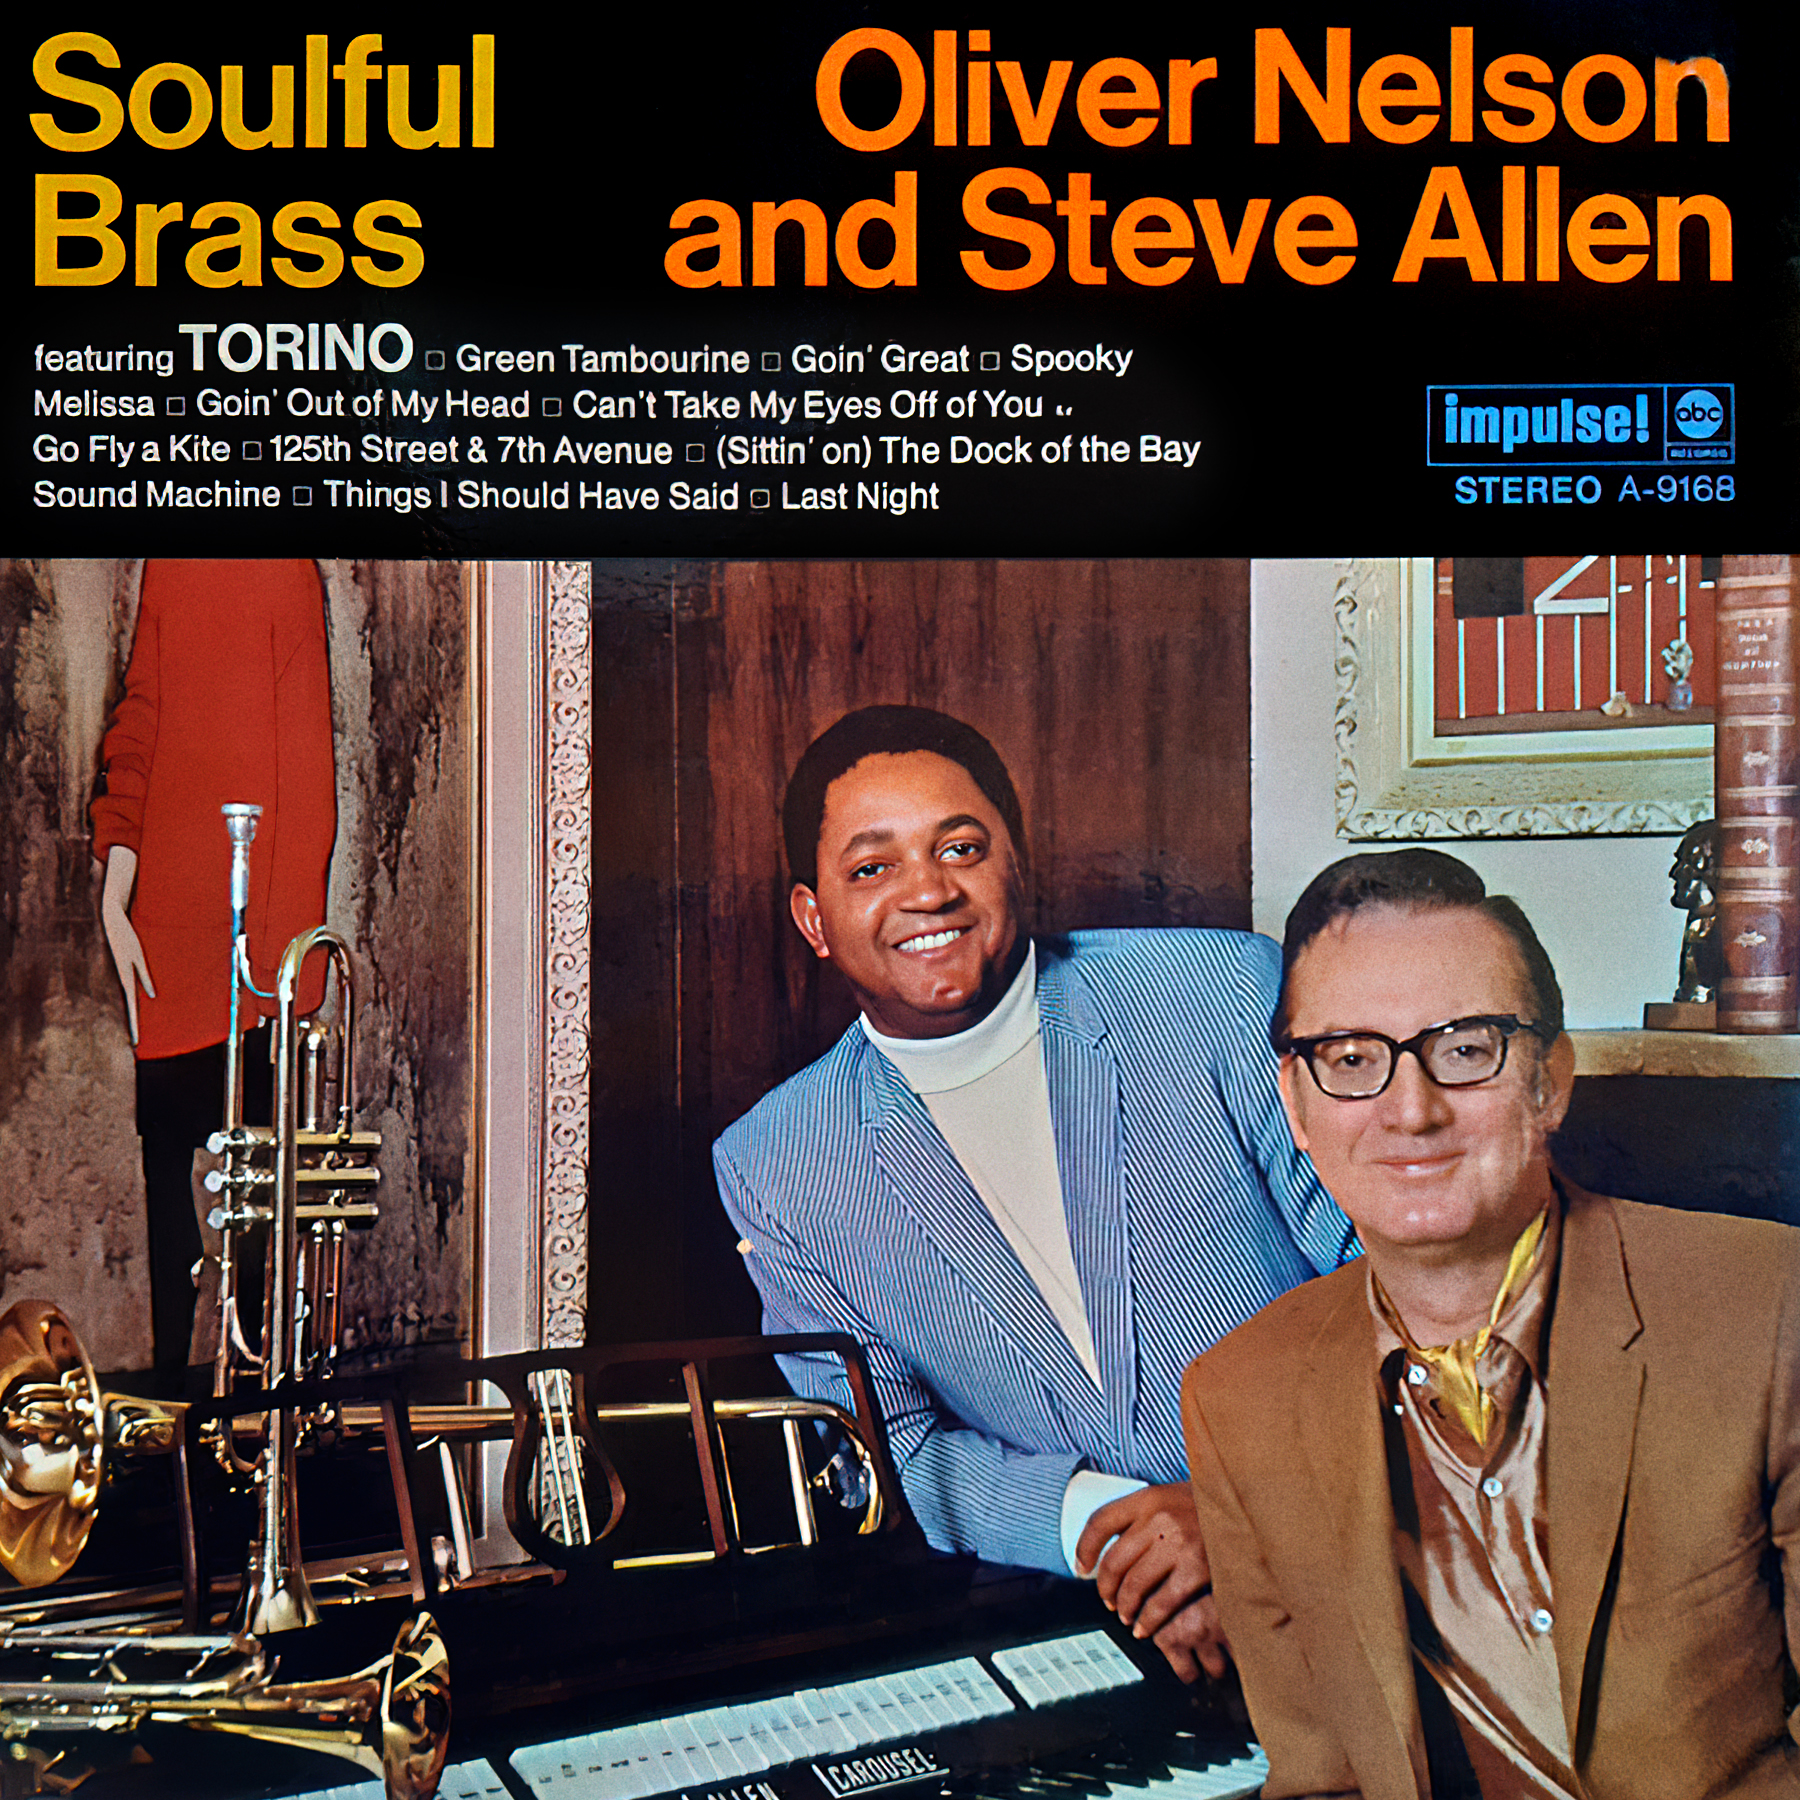 Soulful
Brass
Oliver Nelson
and Steve Allen
featuring TORINO □ Green Tambourine □ Goin' Great □ Spooky
Melissa □ Goin' Out of My Head □ Can't Take My Eyes Off of You
Go Fly a Kite □ 125th Street & 7th Avenue □ (Sittin' on) The Dock of the Bay
Sound Machine □ Things I Should Have Said □ Last Night
impulse!
abc
STEREO A-9168
ALLEN
CAROUSEL